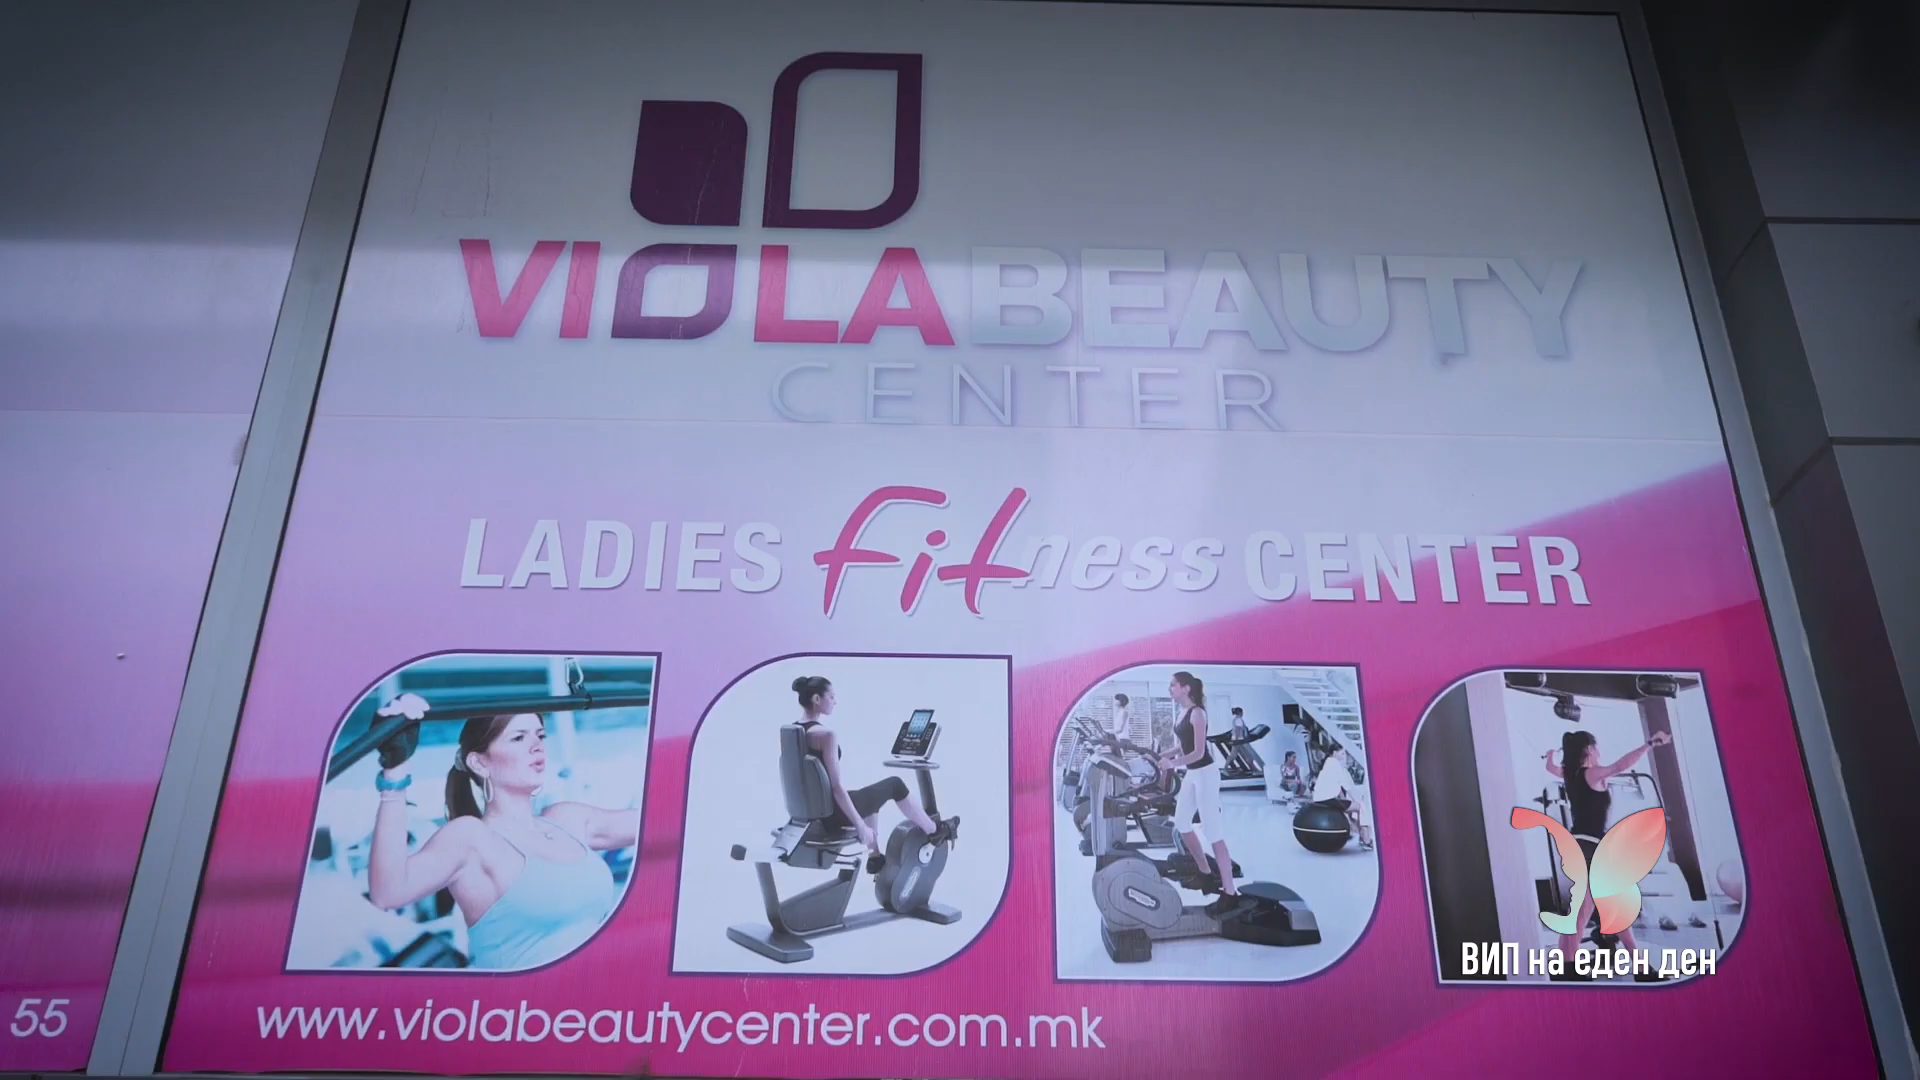 VIOLA BEAUTY
CENTER
LADIES Fitness CENTER
ВИП на еден ден
55
www.violabeautycenter.com.mk